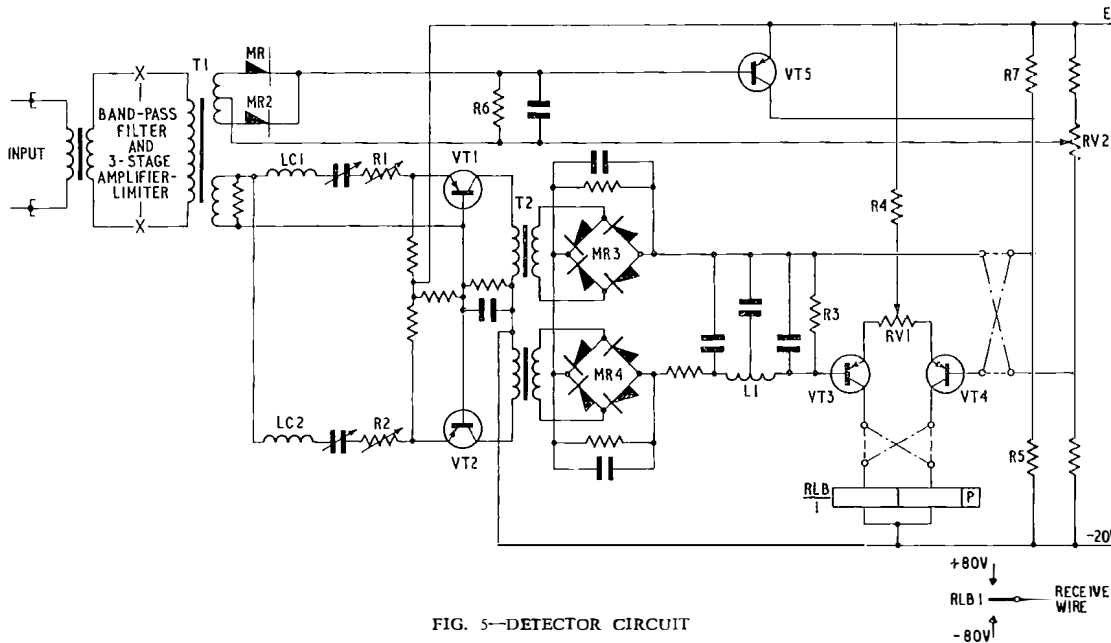 E
T1
MR
MR2
VT5
R7
R6
RV2
INPUT
BAND-PASS
FILTER
AND
3-STAGE
AMPLIFIER-
LIMITER
X
X
LC1
R1
VT1
T2
R4
MR3
R3
RV1
MR4
L1
VT3
VT4
LC2
R2
VT2
R5
RLB
1
P
-20V
+80V
RLB1
RECEIVE
WIRE
-80V
FIG. 5—DETECTOR CIRCUIT